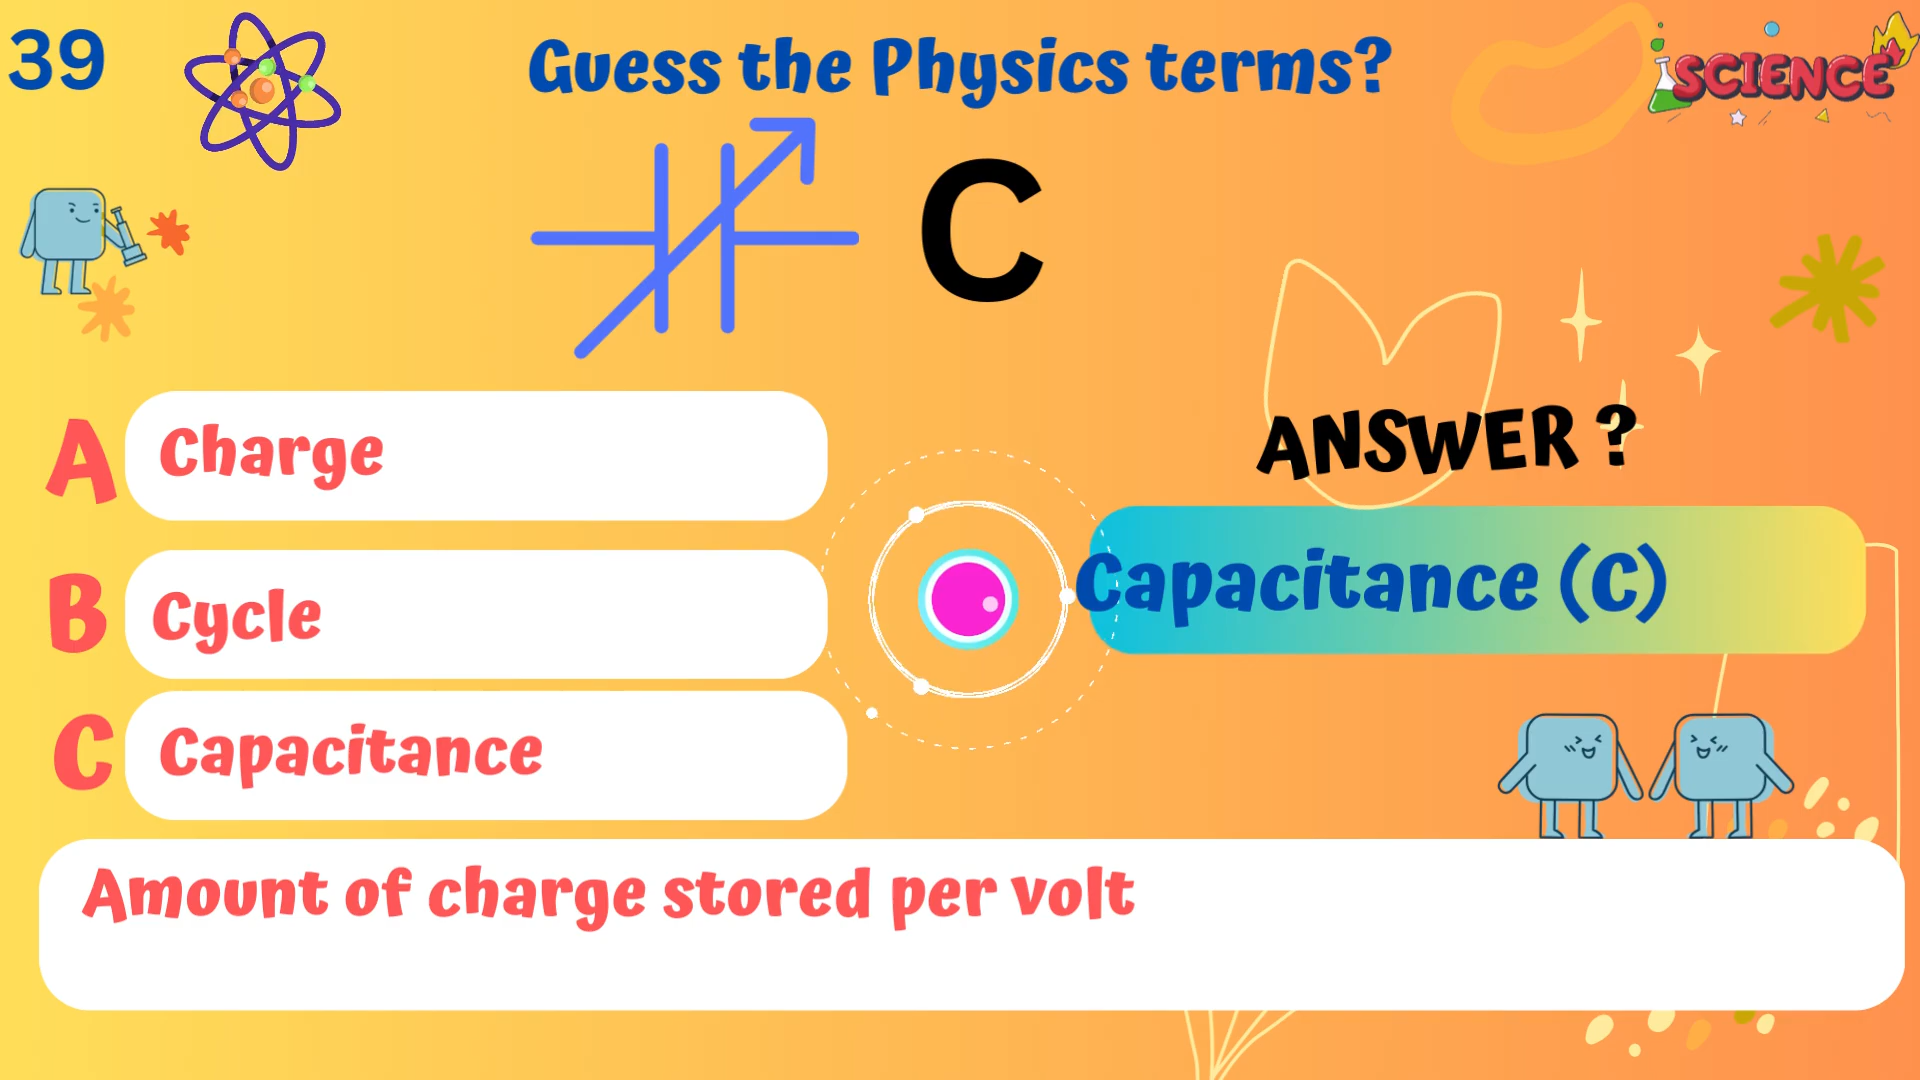 39
Guess the Physics terms?
SCIENCE
C
A Charge
B Cycle
C Capacitance
ANSWER ?
Capacitance (C)
Amount of charge stored per volt